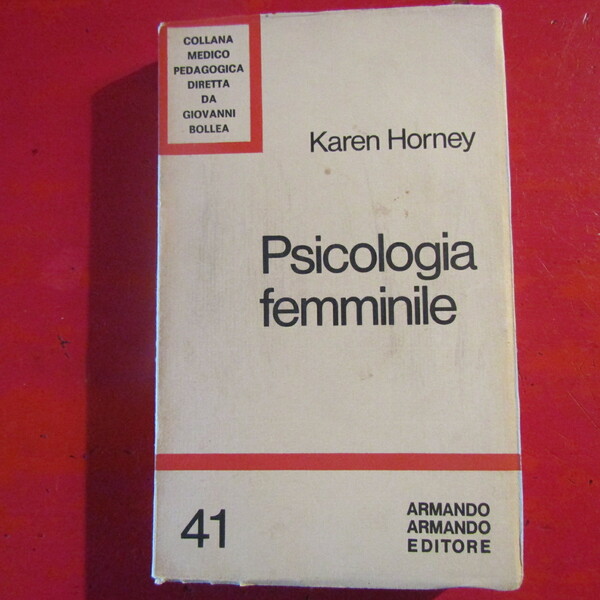 COLLANA
MEDICO
PEDAGOGICA
DIRETTA
DA
GIOVANNI
BOLLEA
Karen Horney
Psicologia
femminile
41
ARMANDO
ARMANDO
EDITORE